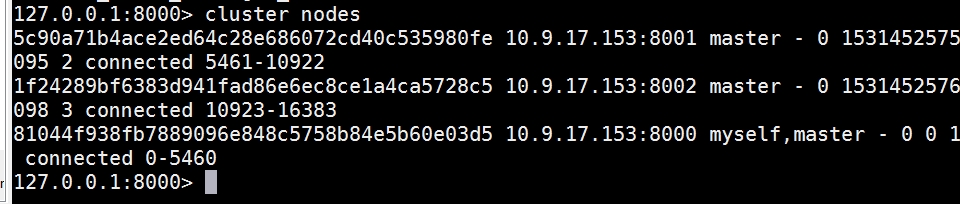 127.0.0.1:8000> cluster nodes
5c90a71b4ace2ed64c28e686072cd40c535980fe 10.9.17.153:8001 master - 0 1531452575
095 2 connected 5461-10922
1f24289bf6383d941fad86e6ec8ce1a4ca5728c5 10.9.17.153:8002 master - 0 1531452576
098 3 connected 10923-16383
81044f938fb7889096e848c5758b84e5b60e03d5 10.9.17.153:8000 myself,master - 0 0 1
connected 0-5460
127.0.0.1:8000>